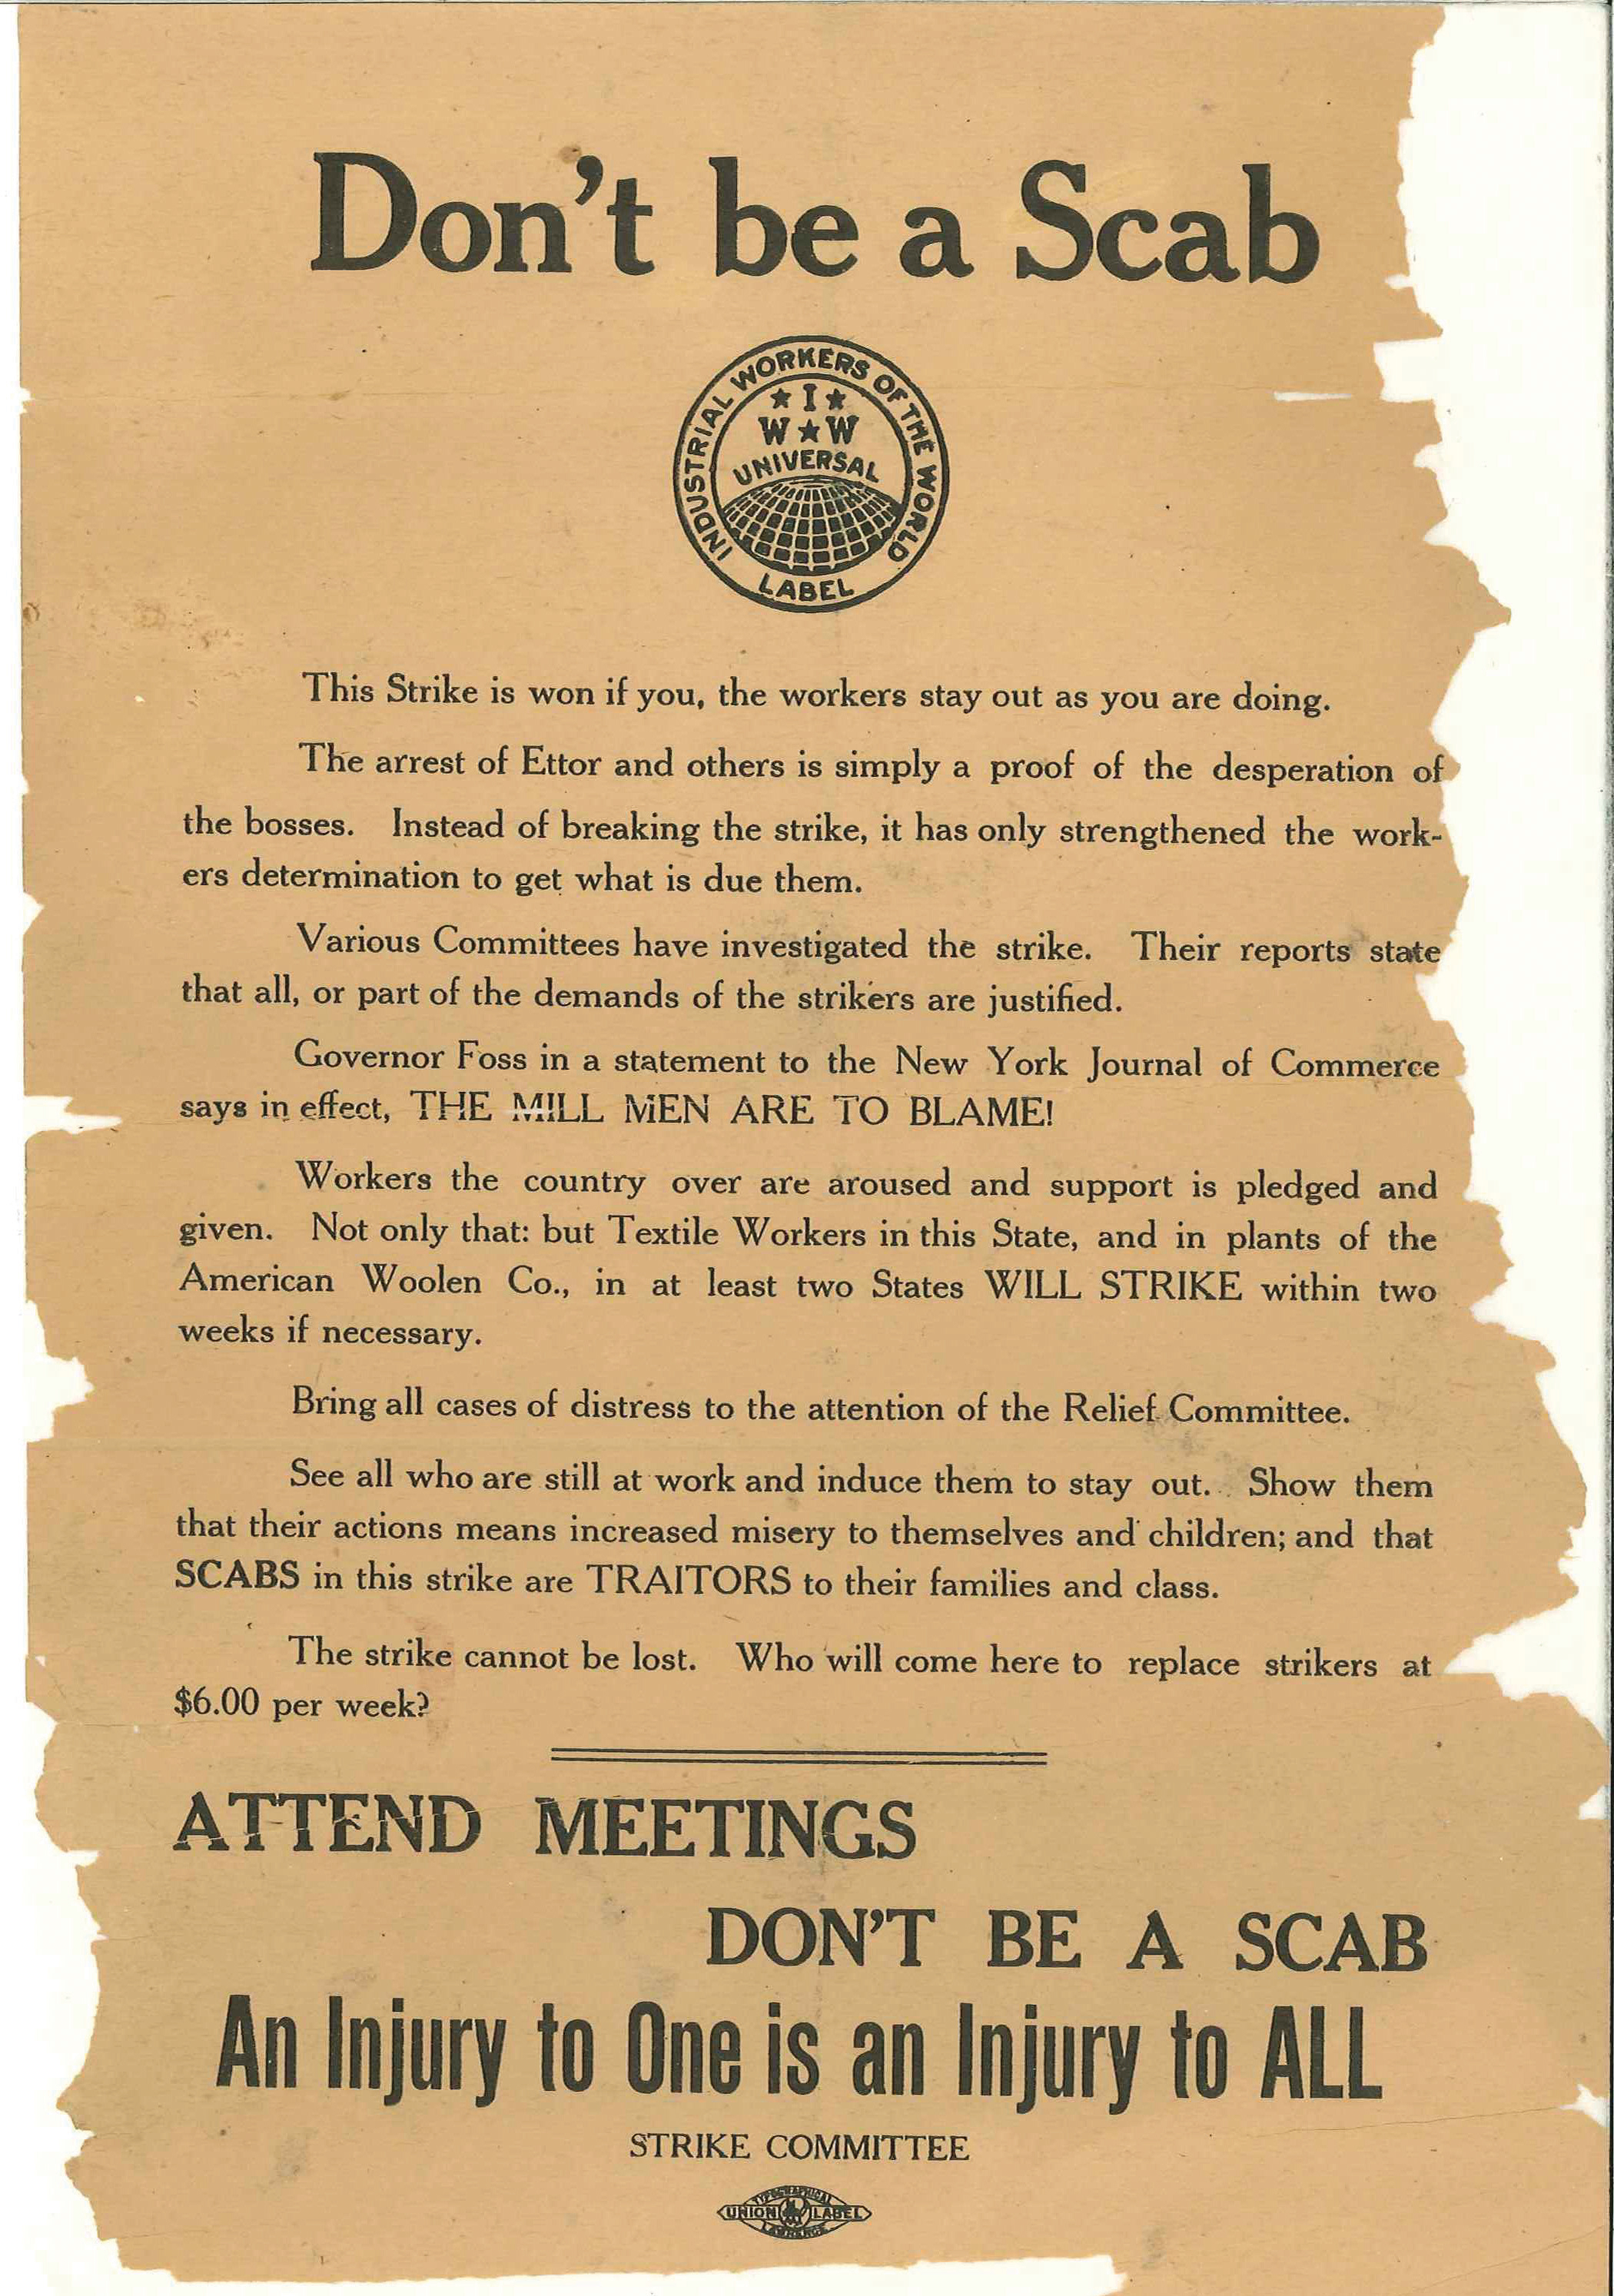 Don't be a Scab
INDUSTRIAL WORKERS OF THE WORLD
★ I ★
W ★ W
UNIVERSAL
LABEL
This Strike is won if you, the workers stay out as you are doing.
The arrest of Ettor and others is simply a proof of the desperation of
the bosses. Instead of breaking the strike, it has only strengthened the work-
ers determination to get what is due them.
Various Committees have investigated the strike. Their reports state
that all, or part of the demands of the strikers are justified.
Governor Foss in a statement to the New York Journal of Commerce
says in effect, THE MILL MEN ARE TO BLAME!
Workers the country over are aroused and support is pledged and
given. Not only that: but Textile Workers in this State, and in plants of the
American Woolen Co., in at least two States WILL STRIKE within two
weeks if necessary.
Bring all cases of distress to the attention of the Relief Committee.
See all who are still at work and induce them to stay out. Show them
that their actions means increased misery to themselves and children; and that
SCABS in this strike are TRAITORS to their families and class.
The strike cannot be lost. Who will come here to replace strikers at
$6.00 per week?
ATTEND MEETINGS
DON'T BE A SCAB
An Injury to One is an Injury to ALL
STRIKE COMMITTEE
TYPOGRAPHICAL
UNION LABEL
LAWRENCE